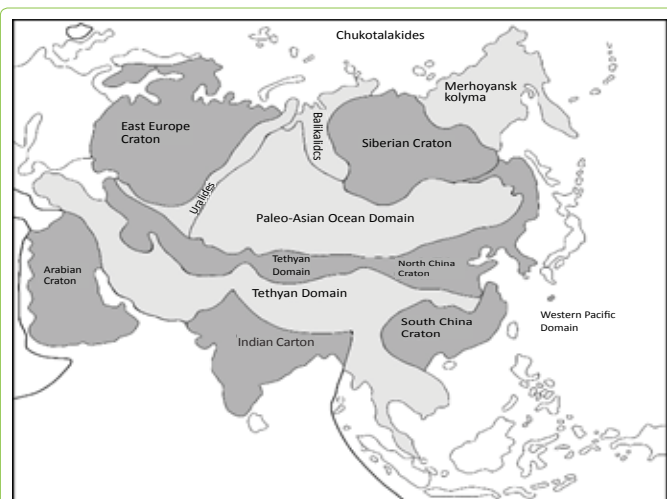 Chukotalakides
Merhoyansk
kolyma
East Europe
Craton
Balikalidcs
Siberian Craton
Uralides
Paleo-Asian Ocean Domain
Arabian
Craton
Tethyan
Domain
North China
Craton
Tethyan Domain
South China
Craton
Western Pacific
Domain
Indian Carton